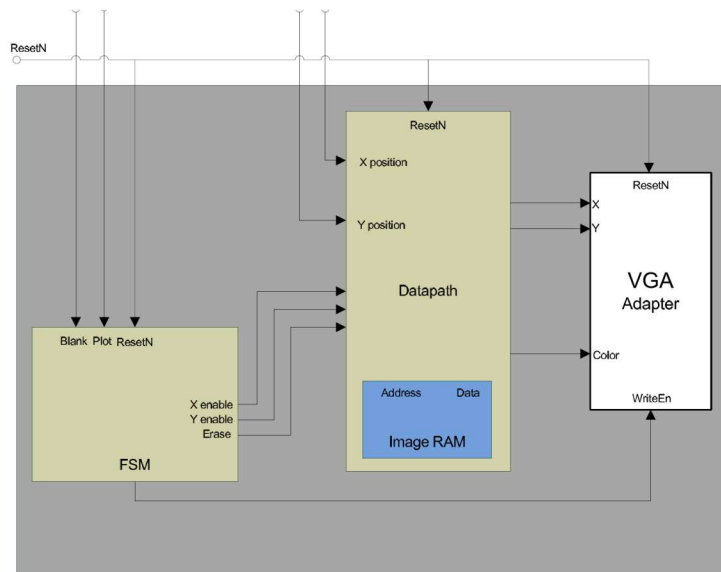 ResetN
ResetN
X position
Y position
Datapath
Address Data
Image RAM
ResetN
X
Y
VGA
Adapter
Color
WriteEn
Blank Plot ResetN
X enable
Y enable
Erase
FSM